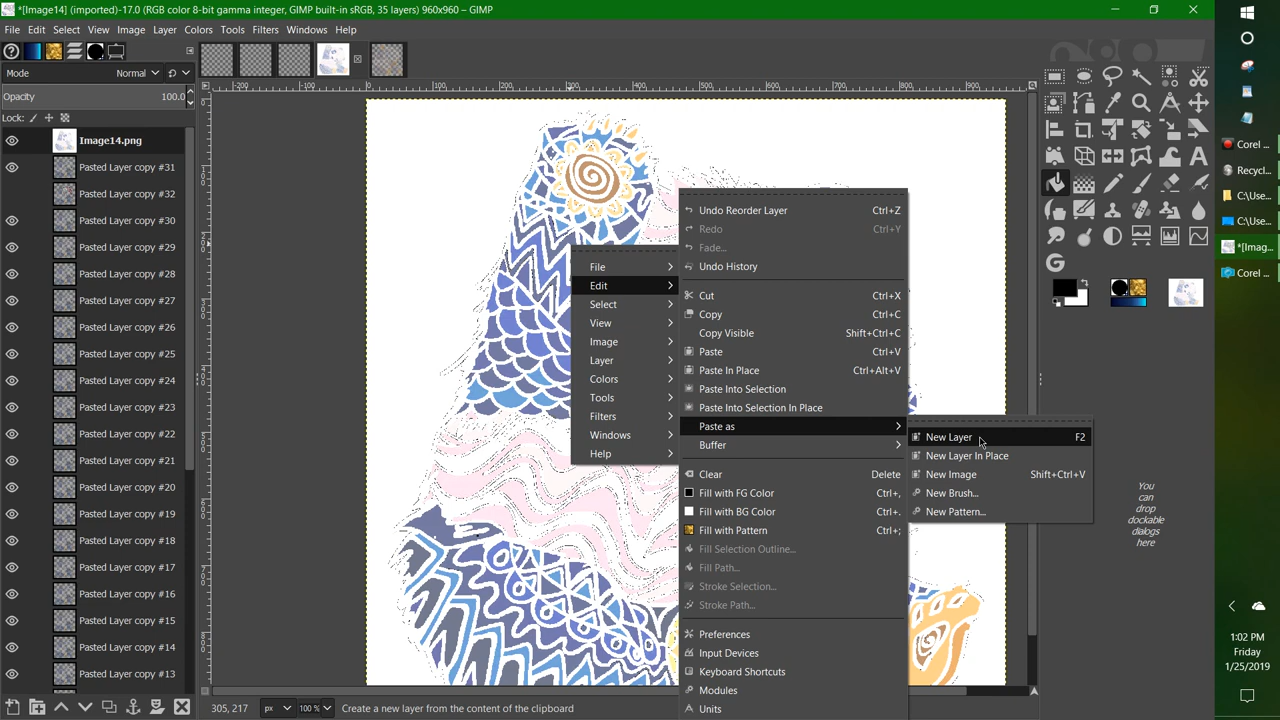 *[Image14] (imported)-17.0 (RGB color 8-bit gamma integer, GIMP built-in sRGB, 35 layers) 960x960 – GIMP
File Edit Select View Image Layer Colors Tools Filters Windows Help
Mode Normal
Opacity 100.0
Lock:
Image14.png
Pasted Layer copy #31
Pasted Layer copy #32
Pasted Layer copy #30
Pasted Layer copy #29
Pasted Layer copy #28
Pasted Layer copy #27
Pasted Layer copy #26
Pasted Layer copy #25
Pasted Layer copy #24
Pasted Layer copy #23
Pasted Layer copy #22
Pasted Layer copy #21
Pasted Layer copy #20
Pasted Layer copy #19
Pasted Layer copy #18
Pasted Layer copy #17
Pasted Layer copy #16
Pasted Layer copy #15
Pasted Layer copy #14
Pasted Layer copy #13
File
Edit
Select
View
Image
Layer
Colors
Tools
Filters
Windows
Help
Undo Reorder Layer Ctrl+Z
Redo Ctrl+Y
Fade...
Undo History
Cut Ctrl+X
Copy Ctrl+C
Copy Visible Shift+Ctrl+C
Paste Ctrl+V
Paste In Place Ctrl+Alt+V
Paste Into Selection
Paste Into Selection In Place
Paste as
Buffer
Clear Delete
Fill with FG Color Ctrl+,
Fill with BG Color Ctrl+.
Fill with Pattern Ctrl+;
Fill Selection Outline...
Fill Path...
Stroke Selection...
Stroke Path...
Preferences
Input Devices
Keyboard Shortcuts
Modules
Units
New Layer F2
New Layer In Place
New Image Shift+Ctrl+V
New Brush...
New Pattern...
You
can
drop
dockable
dialogs
here
Corel ...
Recycl...
C:\Use...
C:\Use...
*[Imag...
Corel ...
1:02 PM
Friday
1/25/2019
305, 217 px 100 % Create a new layer from the content of the clipboard